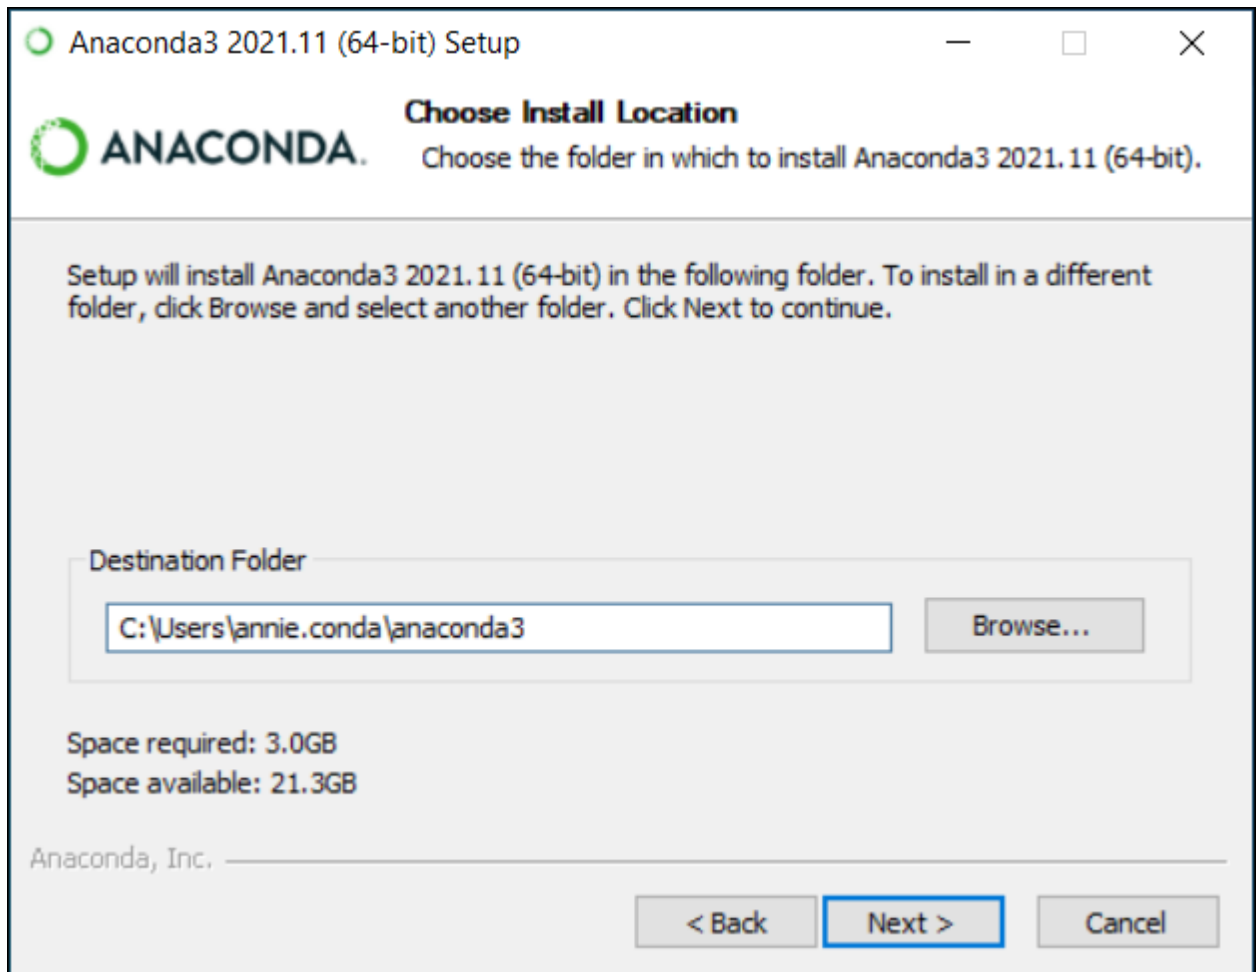 Anaconda3 2021.11 (64-bit) Setup
ANACONDA.
Choose Install Location
Choose the folder in which to install Anaconda3 2021.11 (64-bit).
Setup will install Anaconda3 2021.11 (64-bit) in the following folder. To install in a different
folder, click Browse and select another folder. Click Next to continue.
Destination Folder
C:\Users\annie.conda\anaconda3
Browse...
Space required: 3.0GB
Space available: 21.3GB
Anaconda, Inc.
< Back
Next >
Cancel